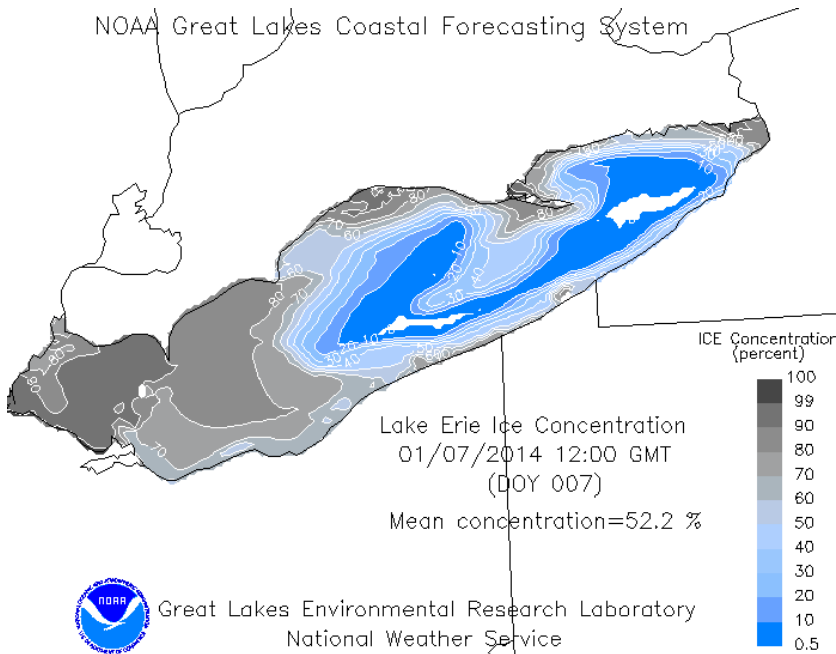 NOAA Great Lakes Coastal Forecasting System
ICE Concentration
(percent)
100
99
90
80
70
60
50
40
30
20
10
0.5
Lake Erie Ice Concentration
01/07/2014 12:00 GMT
(DOY 007)
Mean concentration=52.2 %
NOAA
Great Lakes Environmental Research Laboratory
National Weather Service